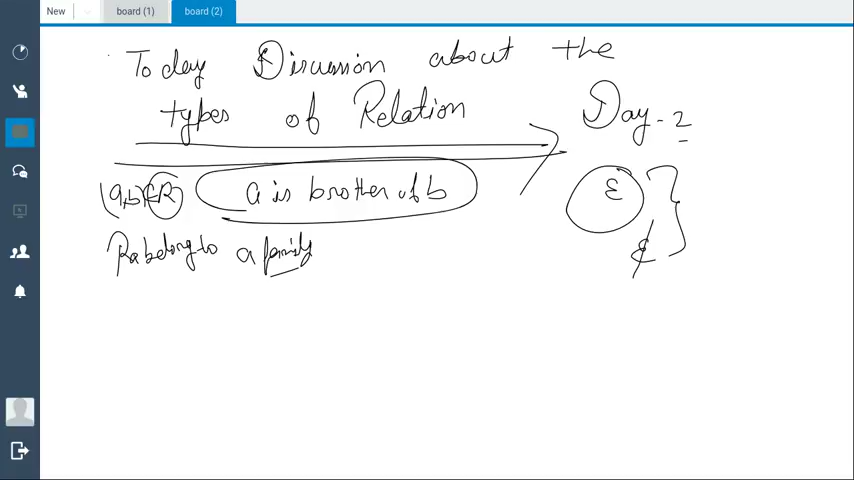 New board (1) board (2)
Today Discussion about the
types of Relation Day-2
(a,b)∈R a is brother of b ε
R belong to a family ∉